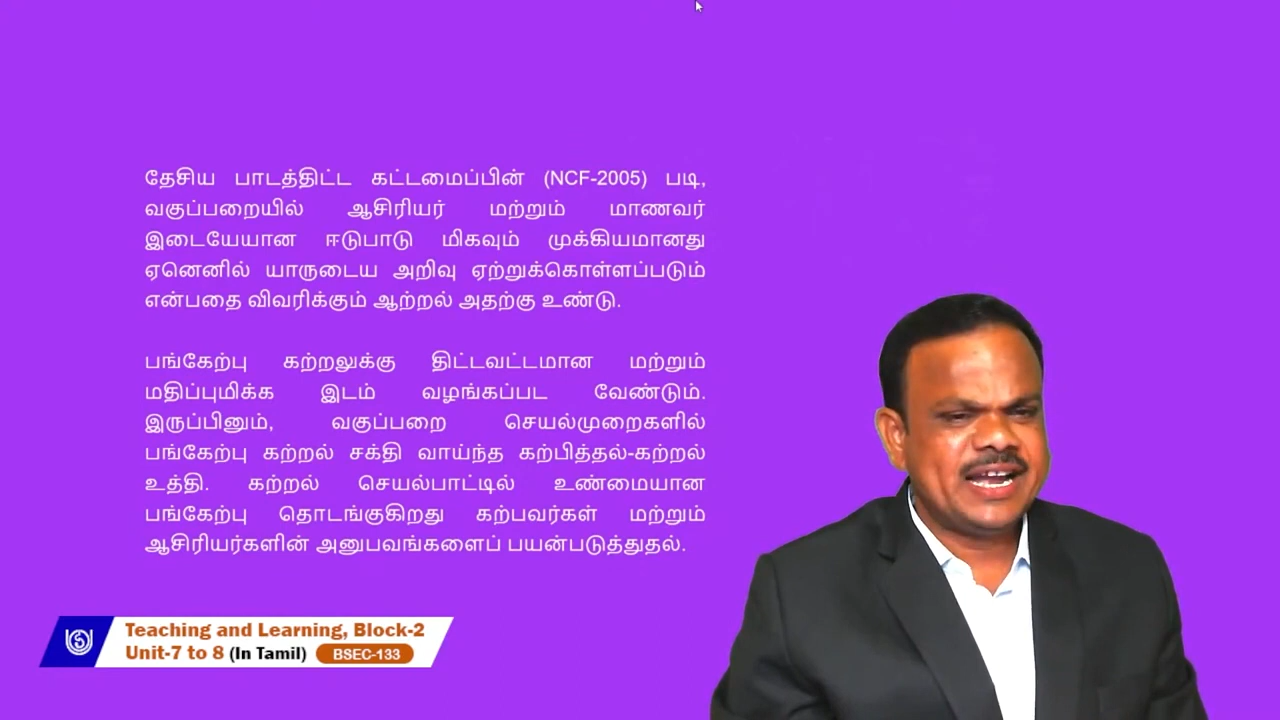 தேசிய பாடத்திட்ட கட்டமைப்பின் (NCF-2005) படி,
வகுப்பறையில் ஆசிரியர் மற்றும் மாணவர்
இடையேயான ஈடுபாடு மிகவும் முக்கியமானது
ஏனெனில் யாருடைய அறிவு ஏற்றுக்கொள்ளப்படும்
என்பதை விவரிக்கும் ஆற்றல் அதற்கு உண்டு.
பங்கேற்பு கற்றலுக்கு திட்டவட்டமான மற்றும்
மதிப்புமிக்க இடம் வழங்கப்பட வேண்டும்.
இருப்பினும், வகுப்பறை செயல்முறைகளில்
பங்கேற்பு கற்றல் சக்தி வாய்ந்த கற்பித்தல்-கற்றல்
உத்தி. கற்றல் செயல்பாட்டில் உண்மையான
பங்கேற்பு தொடங்குகிறது கற்பவர்கள் மற்றும்
ஆசிரியர்களின் அனுபவங்களைப் பயன்படுத்துதல்.
Teaching and Learning, Block-2
Unit-7 to 8 (In Tamil) BSEC-133